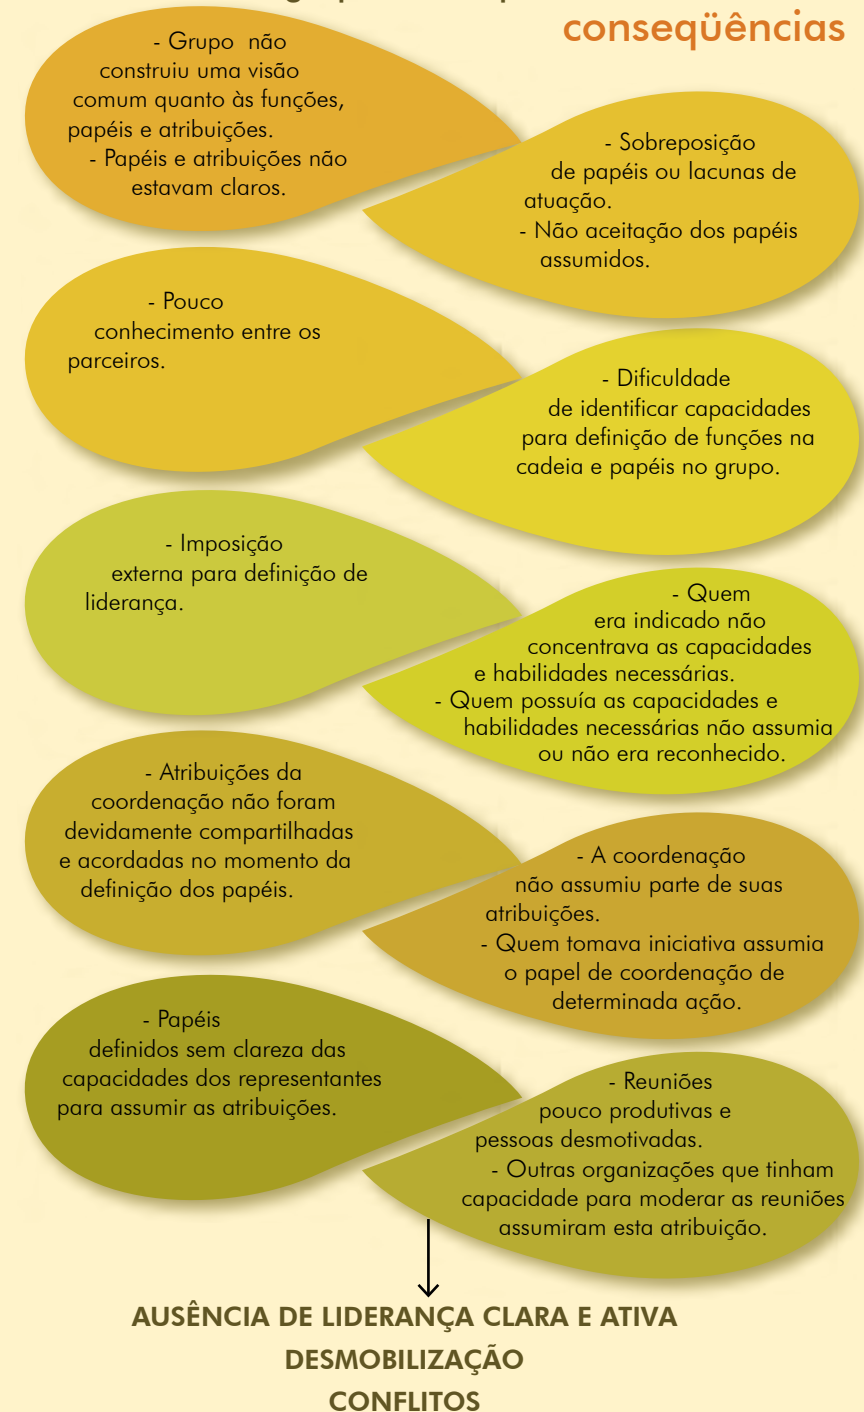 conseqüências
- Grupo não
construiu uma visão
comum quanto às funções,
papéis e atribuições.
- Papéis e atribuições não
estavam claros.
- Sobreposição
de papéis ou lacunas de
atuação.
- Não aceitação dos papéis
assumidos.
- Pouco
conhecimento entre os
parceiros.
- Dificuldade
de identificar capacidades
para definição de funções na
cadeia e papéis no grupo.
- Imposição
externa para definição de
liderança.
- Quem
era indicado não
concentrava as capacidades
e habilidades necessárias.
- Quem possuía as capacidades e
habilidades necessárias não assumia
ou não era reconhecido.
- Atribuições da
coordenação não foram
devidamente compartilhadas
e acordadas no momento da
definição dos papéis.
- A coordenação
não assumiu parte de suas
atribuições.
- Quem tomava iniciativa assumia
o papel de coordenação de
determinada ação.
- Papéis
definidos sem clareza das
capacidades dos representantes
para assumir as atribuições.
- Reuniões
pouco produtivas e
pessoas desmotivadas.
- Outras organizações que tinham
capacidade para moderar as reuniões
assumiram esta atribuição.
AUSÊNCIA DE LIDERANÇA CLARA E ATIVA
DESMOBILIZAÇÃO
CONFLITOS